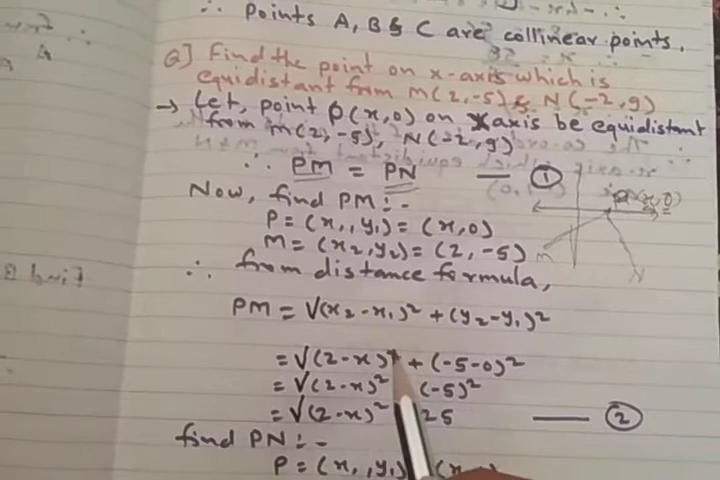 ∴ Points A, B & C are collinear points.
Q] Find the point on x-axis which is
equidistant from M(2,-5) & N(-2,9)
→ Let, point P(x,0) on X axis be equidistant
from M(2,-5), N(-2,9)
∴ PM = PN — ①
Now, find PM :-
P = (x₁, y₁) = (x,0)
M = (x₂, y₂) = (2, -5)
∴ from distance formula,
PM = √(x₂-x₁)² + (y₂-y₁)²
= √(2-x)² + (-5-0)²
= √(2-x)² (-5)²
= √(2-x)² 25 — ②
find PN :-
P = (x₁, y₁)